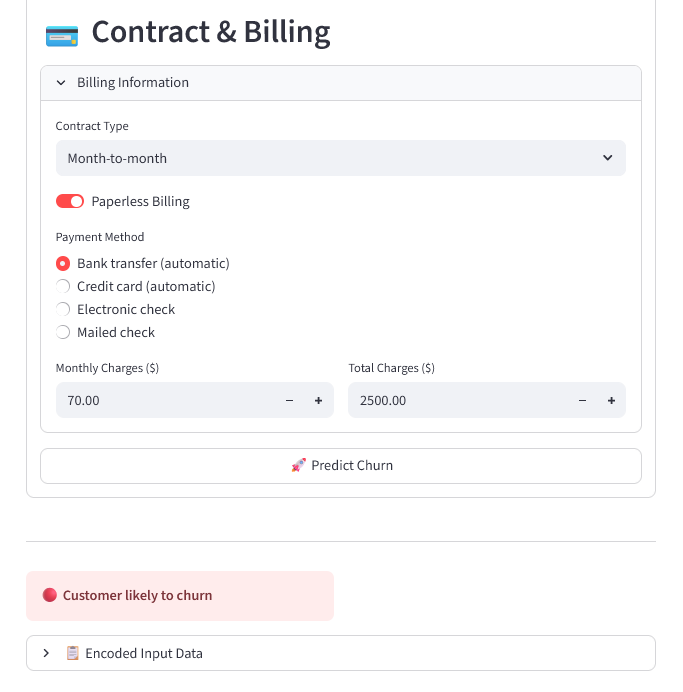 Contract & Billing
Billing Information
Contract Type
Month-to-month
Paperless Billing
Payment Method
Bank transfer (automatic)
Credit card (automatic)
Electronic check
Mailed check
Monthly Charges ($) Total Charges ($)
70.00 − + 2500.00 − +
Predict Churn
Customer likely to churn
Encoded Input Data